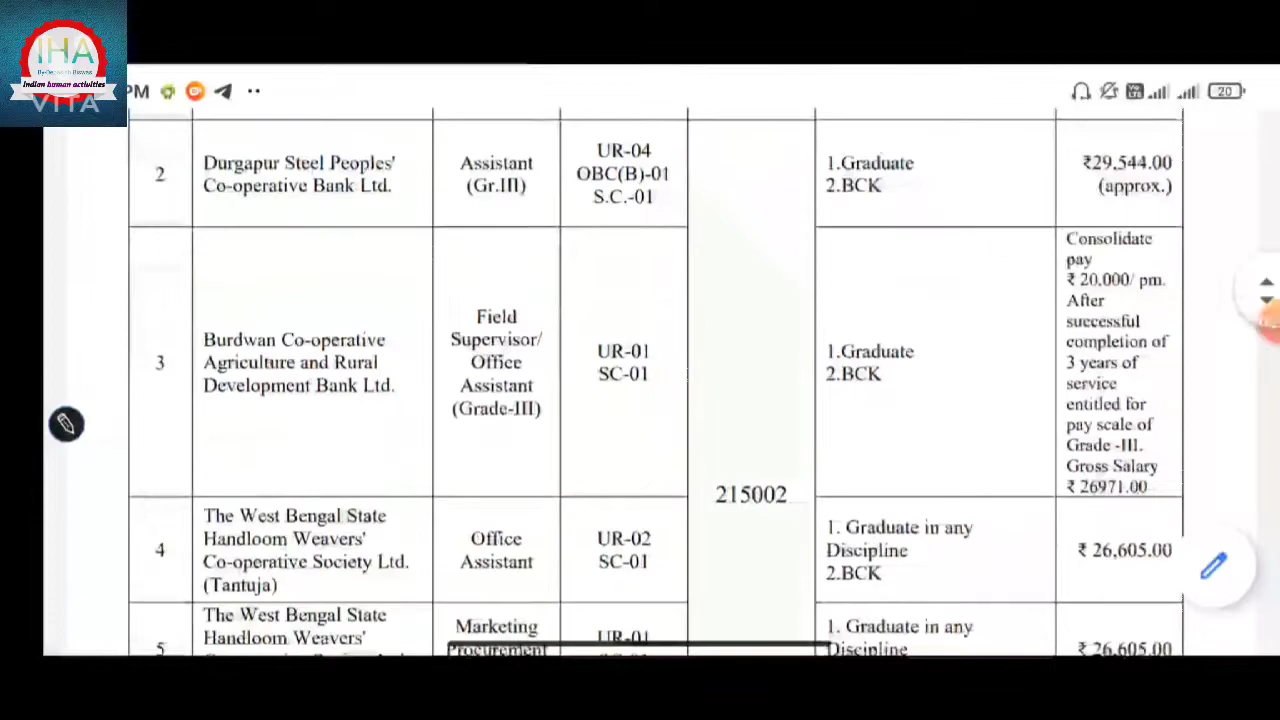 IHA
By-Debasish Biswas
Indian human activities
VITA
PM
20
2
Durgapur Steel Peoples'
Co-operative Bank Ltd.
Assistant
(Gr.III)
UR-04
OBC(B)-01
S.C.-01
1.Graduate
2.BCK
₹29,544.00
(approx.)
3
Burdwan Co-operative
Agriculture and Rural
Development Bank Ltd.
Field
Supervisor/
Office
Assistant
(Grade-III)
UR-01
SC-01
1.Graduate
2.BCK
Consolidate
pay
₹ 20.000/ pm.
After
successful
completion of
3 years of
service
entitled for
pay scale of
Grade -III.
Gross Salary
₹ 26971.00
215002
4
The West Bengal State
Handloom Weavers'
Co-operative Society Ltd.
(Tantuja)
Office
Assistant
UR-02
SC-01
1. Graduate in any
Discipline
2.BCK
₹ 26,605.00
5
The West Bengal State
Handloom Weavers'
Marketing
Procurement
UR-01
1. Graduate in any
Discipline
₹ 26,605.00